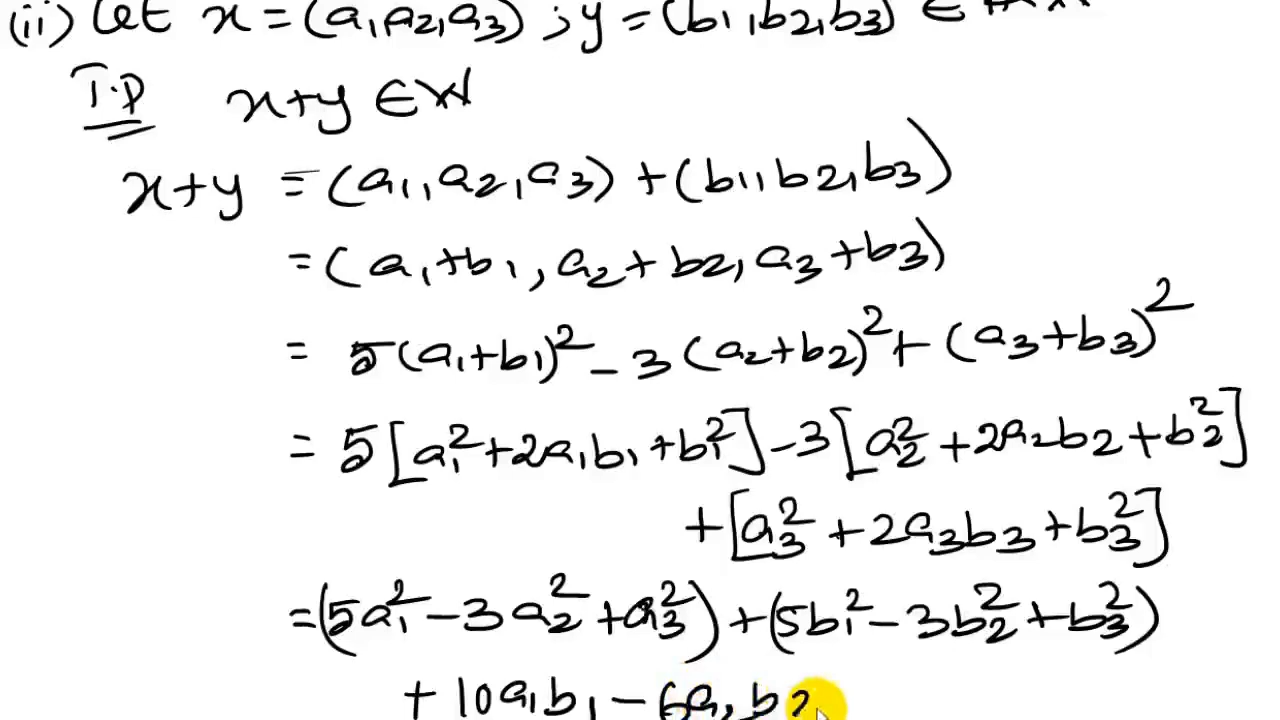 (ii) Let x = (a1, a2, a3) ; y = (b1, b2, b3) ∈
T.P x+y ∈ W
x+y = (a1, a2, a3) + (b1, b2, b3)
= (a1+b1, a2+b2, a3+b3)
= 5(a1+b1)² - 3(a2+b2)² + (a3+b3)²
= 5[a1² + 2a1b1 + b1²] - 3[a2² + 2a2b2 + b2²]
+ [a3² + 2a3b3 + b3²]
= (5a1² - 3a2² + a3²) + (5b1² - 3b2² + b3²)
+ 10a1b1 - 6a2b2